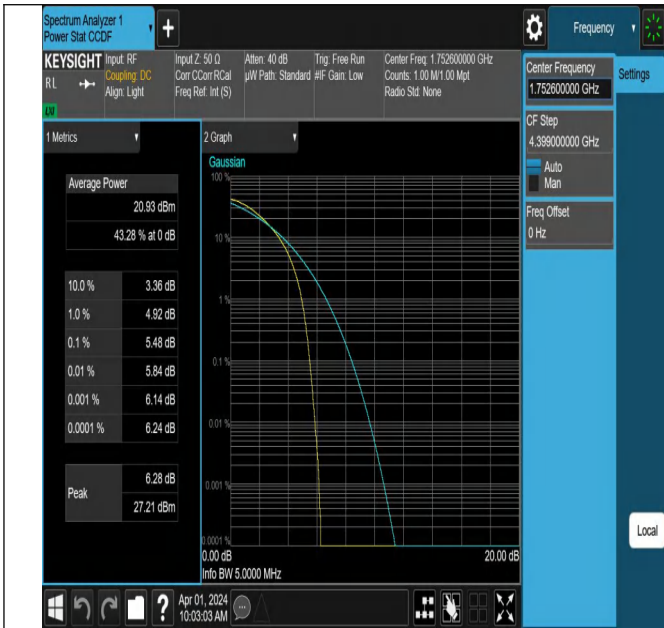 Spectrum Analyzer 1
Power Stat CCDF
Frequency
KEYSIGHT
RL
LXI
Input: RF
Coupling: DC
Align: Light
Input Z: 50 Ω
Corr CCorr RCal
Freq Ref: Int (S)
Atten: 40 dB
µW Path: Standard
Trig: Free Run
#IF Gain: Low
Center Freq: 1.752600000 GHz
Counts: 1.00 M/1.00 Mpt
Radio Std: None
1 Metrics
Average Power
20.93 dBm
43.28 % at 0 dB
10.0 % 3.36 dB
1.0 % 4.92 dB
0.1 % 5.48 dB
0.01 % 5.84 dB
0.001 % 6.14 dB
0.0001 % 6.24 dB
Peak
6.28 dB
27.21 dBm
2 Graph
Gaussian
100 %
10 %
1 %
0.1 %
0.01 %
0.001 %
0.0001 %
0.00 dB 20.00 dB
Info BW 5.0000 MHz
Center Frequency
1.752600000 GHz
Settings
CF Step
4.399000000 GHz
Auto
Man
Freq Offset
0 Hz
Local
?
Apr 01, 2024
10:03:03 AM